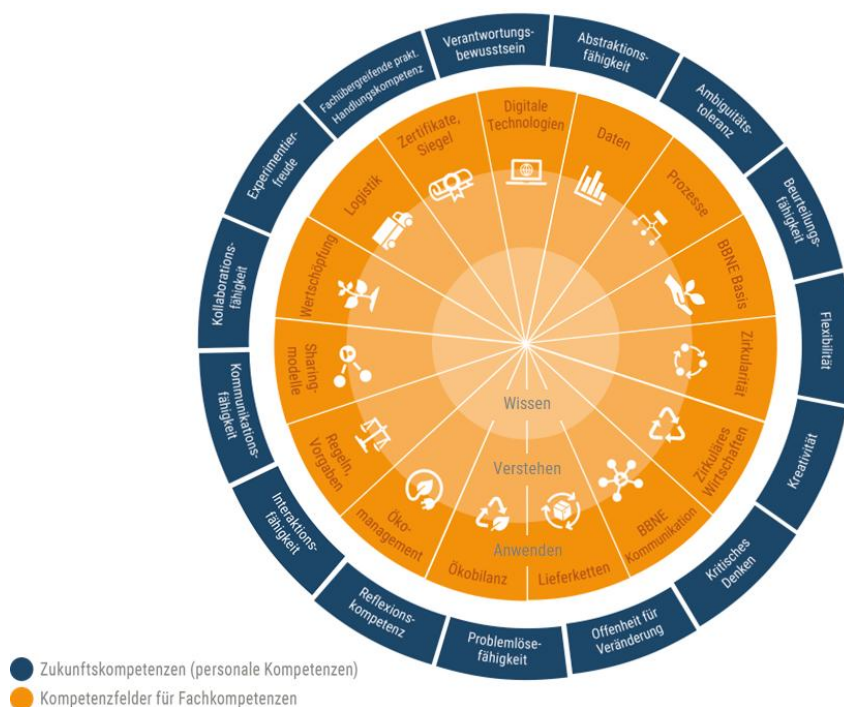 Verantwortungs-
bewusstsein
Abstraktions-
fähigkeit
Ambiguitäts-
toleranz
Beurteilungs-
fähigkeit
Flexibilität
Kreativität
Kritisches
Denken
Offenheit für
Veränderung
Problemlöse-
fähigkeit
Reflexions-
kompetenz
Interaktions-
fähigkeit
Kommunikations-
fähigkeit
Kollaborations-
fähigkeit
Experimentier-
freude
Fachübergreifende prakt.
Handlungskompetenz
Digitale
Technologien
Daten
Prozesse
BBNE Basis
Zirkularität
Zirkuläres
Wirtschaften
BBNE
Kommunikation
Lieferketten
Ökobilanz
Öko-
management
Regeln,
Vorgaben
Sharing-
modelle
Wertschöpfung
Logistik
Zertifikate,
Siegel
Wissen
Verstehen
Anwenden
Zukunftskompetenzen (personale Kompetenzen)
Kompetenzfelder für Fachkompetenzen